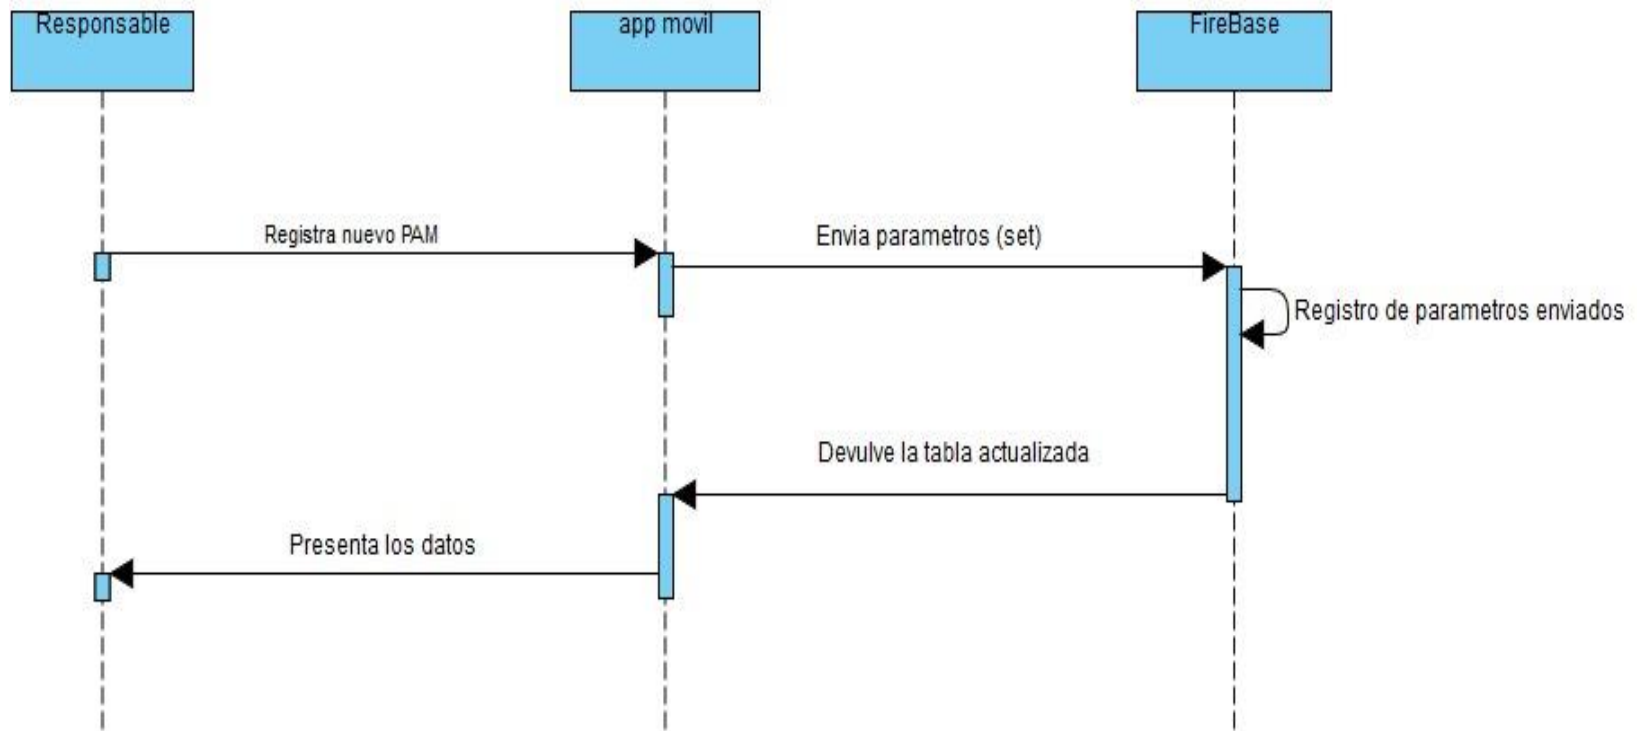 Responsable
app movil
FireBase
Registra nuevo PAM
Envia parametros (set)
Registro de parametros enviados
Devulve la tabla actualizada
Presenta los datos